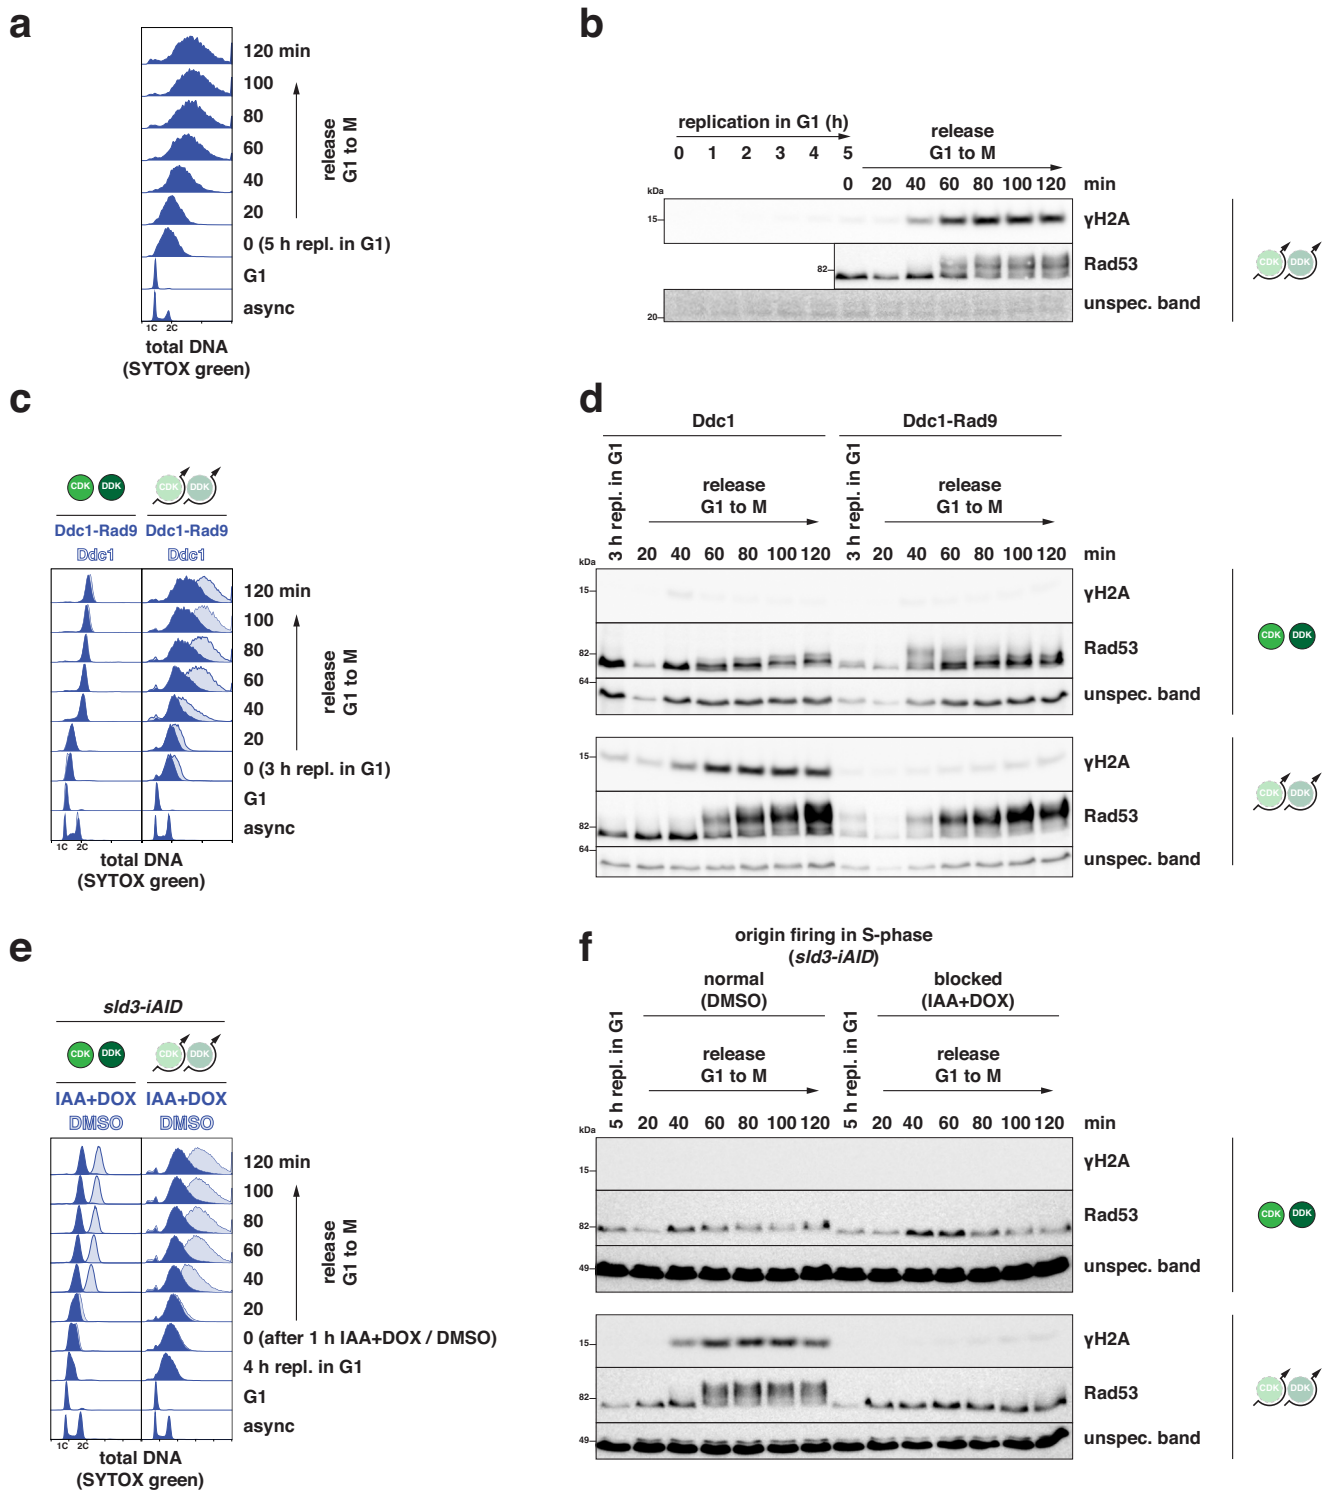 a
120 min
100
80
60
40
20
0 (5 h repl. in G1)
G1
async
release
G1 to M
1C 2C
total DNA
(SYTOX green)
b
replication in G1 (h)
0 1 2 3 4 5
release
G1 to M
0 20 40 60 80 100 120 min
kDa
15
γH2A
82
Rad53
20
unspec. band
CDK DDK
c
CDK DDK CDK DDK
Ddc1-Rad9 Ddc1-Rad9
Ddc1 Ddc1
120 min
100
80
60
40
20
0 (3 h repl. in G1)
G1
async
release
G1 to M
1C 2C
total DNA
(SYTOX green)
d
Ddc1 Ddc1-Rad9
3 h repl. in G1
release
G1 to M
3 h repl. in G1
release
G1 to M
20 40 60 80 100 120 20 40 60 80 100 120 min
kDa
15
γH2A
82
Rad53
64
unspec. band
CDK DDK
15
γH2A
82
Rad53
64
unspec. band
CDK DDK
e
sld3-iAID
CDK DDK CDK DDK
IAA+DOX IAA+DOX
DMSO DMSO
120 min
100
80
60
40
20
0 (after 1 h IAA+DOX / DMSO)
4 h repl. in G1
G1
async
release
G1 to M
1C 2C
total DNA
(SYTOX green)
f
origin firing in S-phase
(sld3-iAID)
normal
(DMSO)
blocked
(IAA+DOX)
5 h repl. in G1
release
G1 to M
5 h repl. in G1
release
G1 to M
20 40 60 80 100 120 20 40 60 80 100 120 min
kDa
15
γH2A
82
Rad53
49
unspec. band
CDK DDK
15
γH2A
82
Rad53
49
unspec. band
CDK DDK